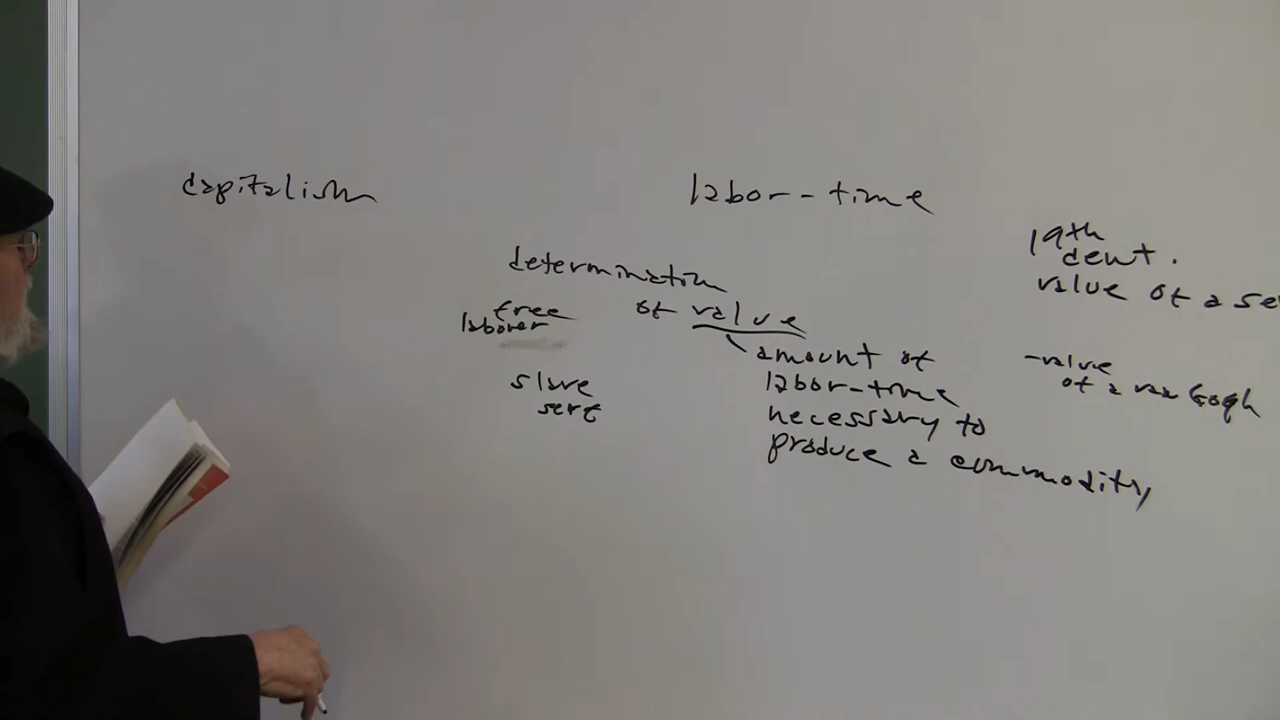 capitalism
labor-time
determination
of value
free
laborer
slave
serf
amount of
labor-time
necessary to
produce a commodity
19th
cent.
value of a se
-value
of a van Gogh